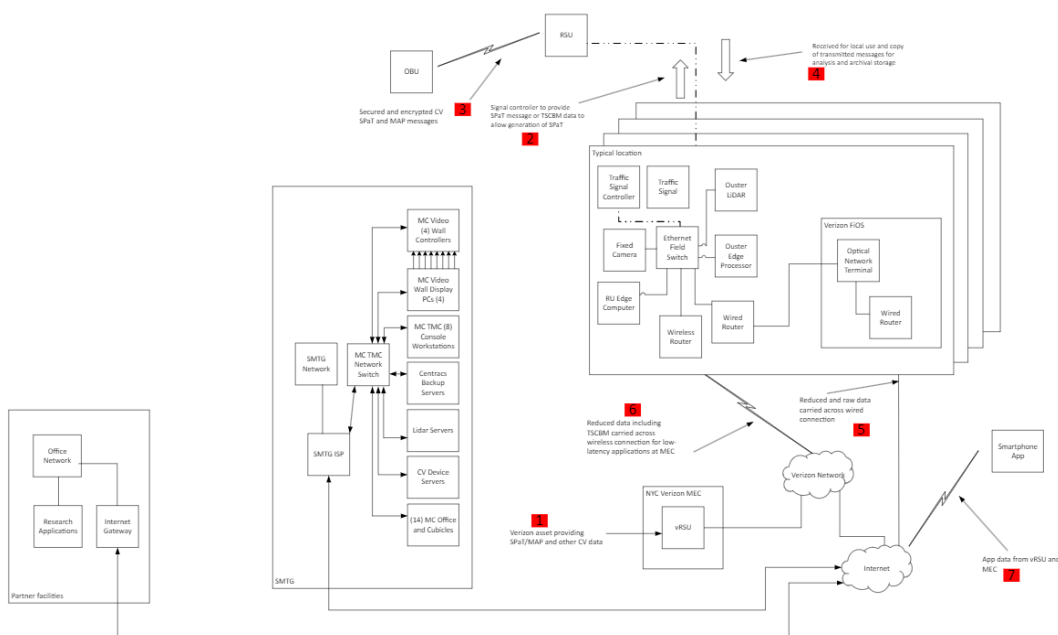 RSU
OBU
Received for local use and copy
of transmitted messages for
analysis and archival storage
4
Secured and encrypted CV
SPaT and MAP messages
3
Signal controller to provide
SPaT message or TSCBM data to
allow generation of SPaT
2
Typical location
Traffic
Signal
Controller
Traffic
Signal
Ouster
LiDAR
Fixed
Camera
Ethernet
Field
Switch
Ouster
Edge
Processor
RU Edge
Computer
Wireless
Router
Wired
Router
Verizon FiOS
Optical
Network
Terminal
Wired
Router
MC Video
(4) Wall
Controllers
MC Video
Wall Display
PCs (4)
MC TMC (8)
Console
Workstations
SMTG
Network
MC TMC
Network
Switch
Centracs
Backup
Servers
Lidar Servers
SMTG ISP
CV Device
Servers
(14) MC Office
and Cubicles
SMTG
Office
Network
Research
Applications
Internet
Gateway
Partner facilities
6
Reduced data including
TSCBM carried across
wireless connection for low-
latency applications at MEC
Reduced and raw data
carried across wired
connection
5
Smartphone
App
Verizon Network
NYC Verizon MEC
vRSU
1
Verizon asset providing
SPaT/MAP and other CV data
Internet
App data from vRSU and
MEC
7